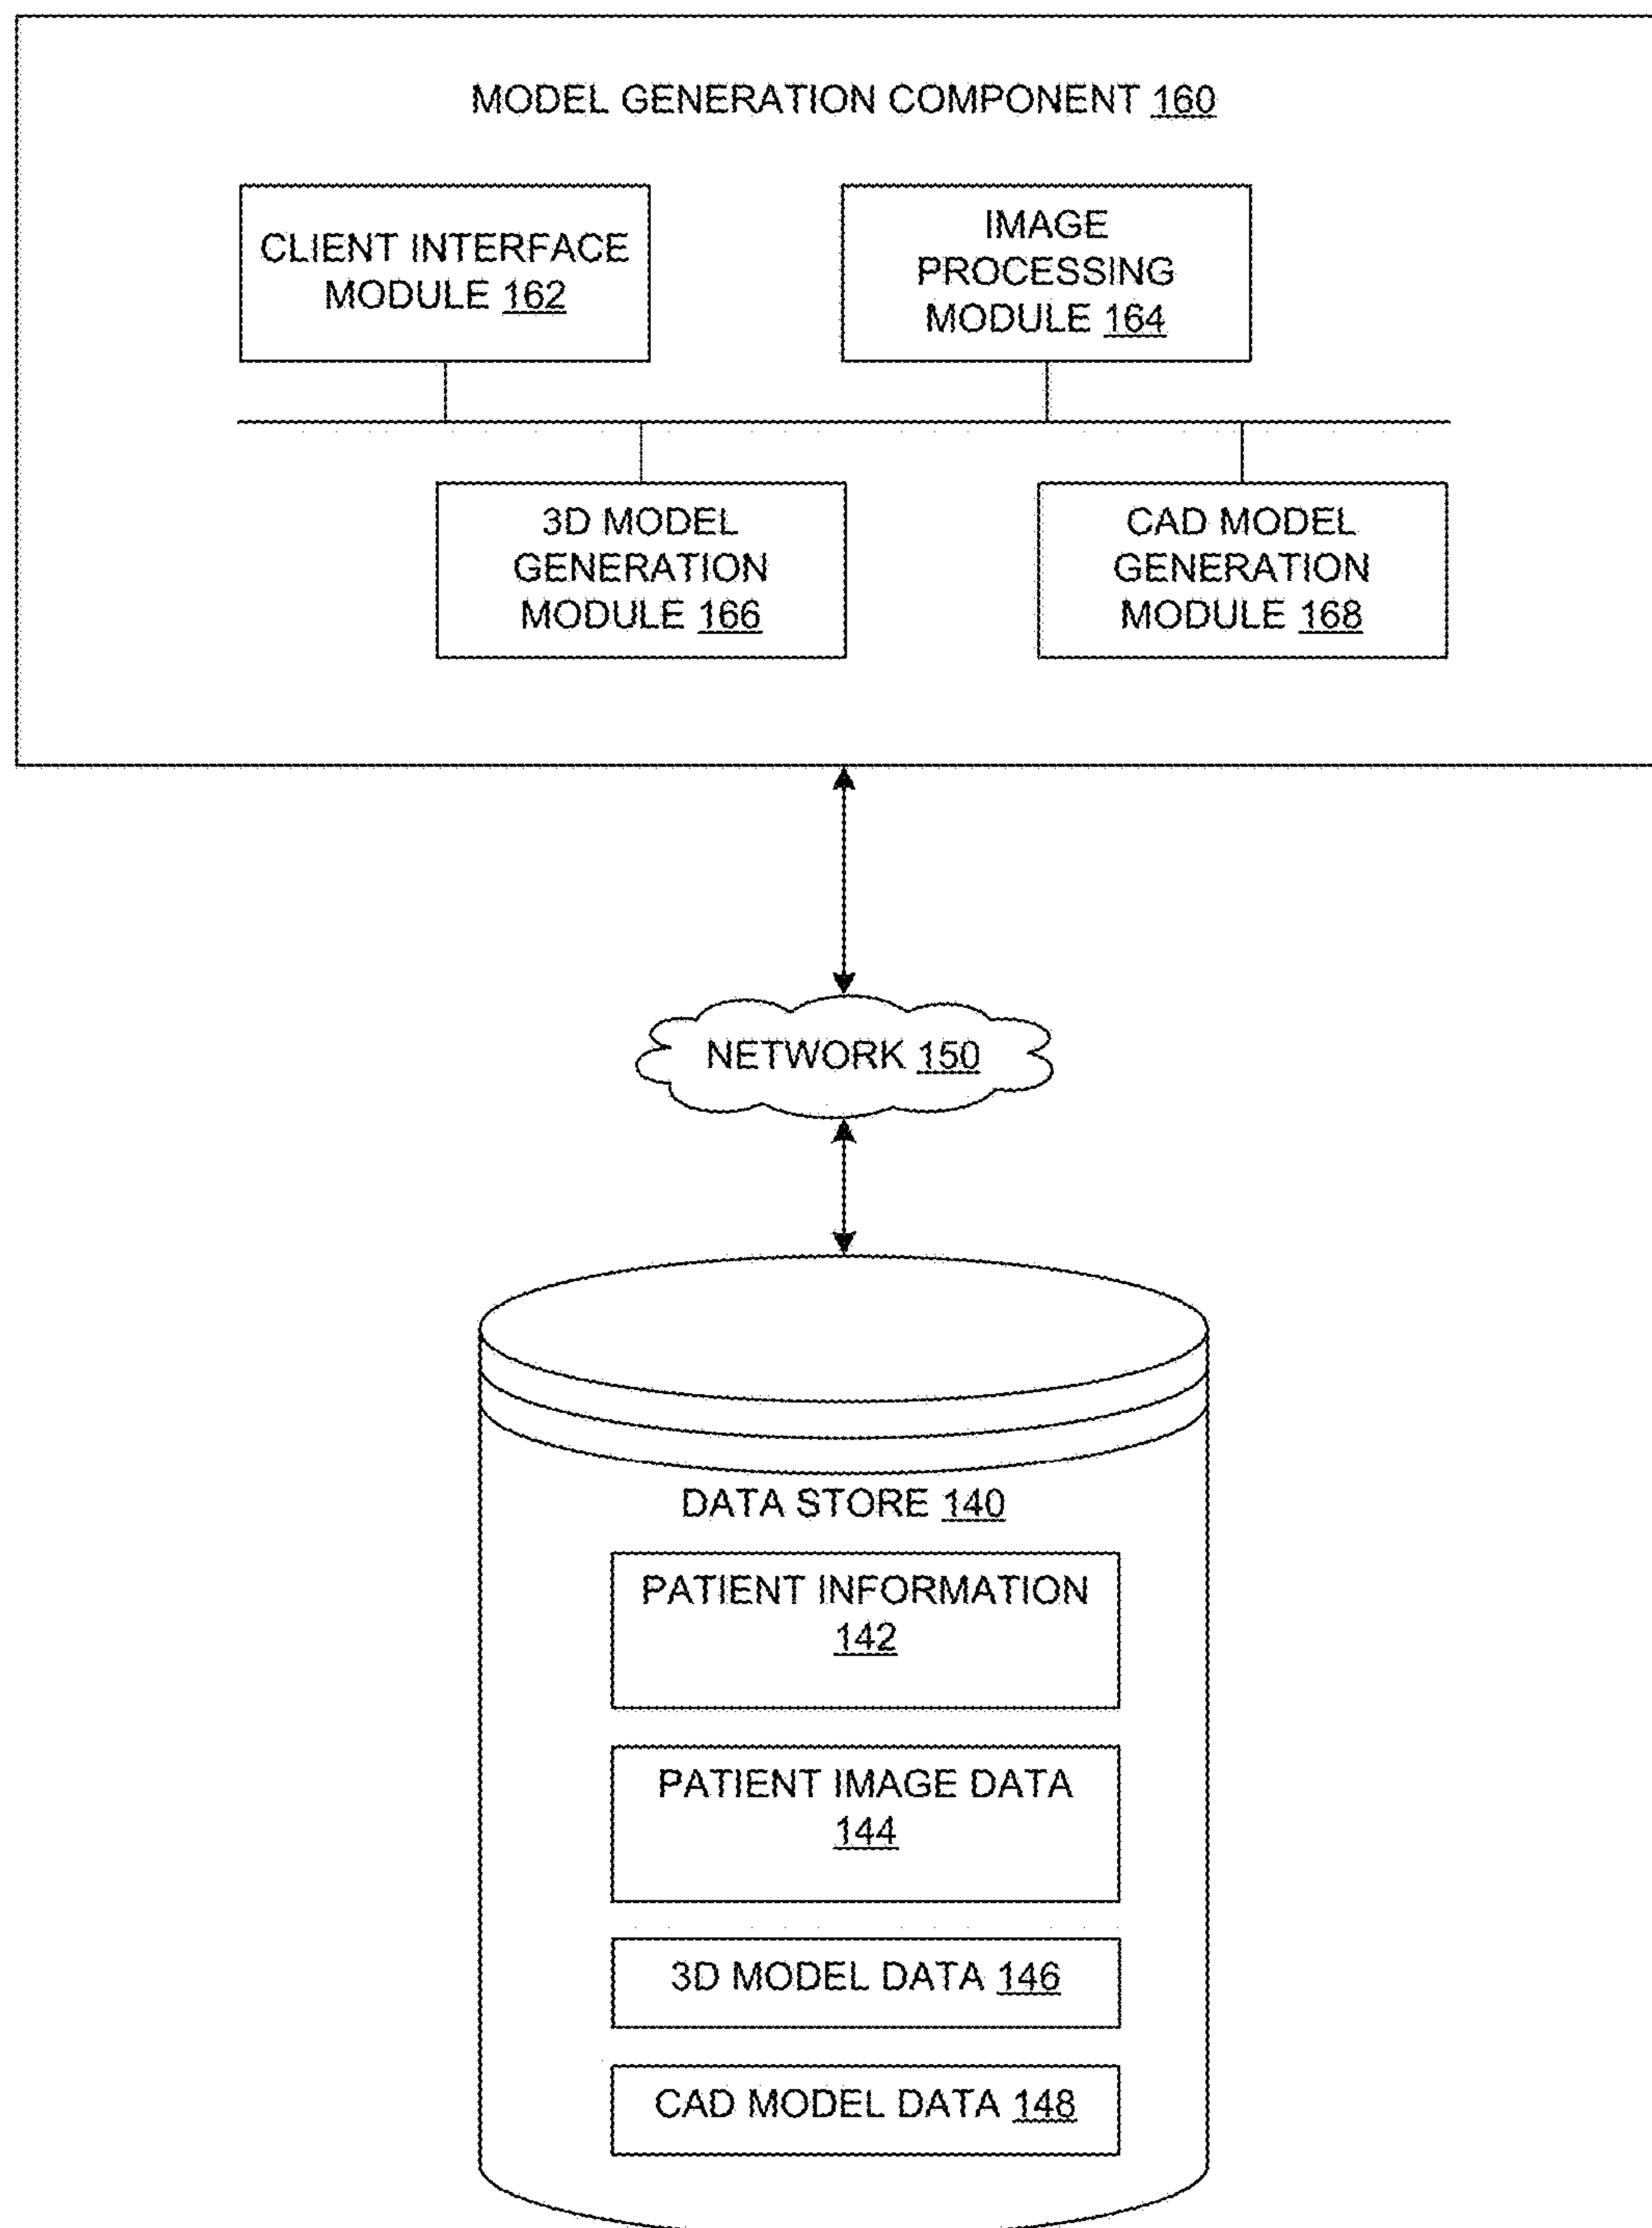 MODEL GENERATION COMPONENT 160
CLIENT INTERFACE
MODULE 162
IMAGE
PROCESSING
MODULE 164
3D MODEL
GENERATION
MODULE 166
CAD MODEL
GENERATION
MODULE 168
NETWORK 150
DATA STORE 140
PATIENT INFORMATION
142
PATIENT IMAGE DATA
144
3D MODEL DATA 146
CAD MODEL DATA 148